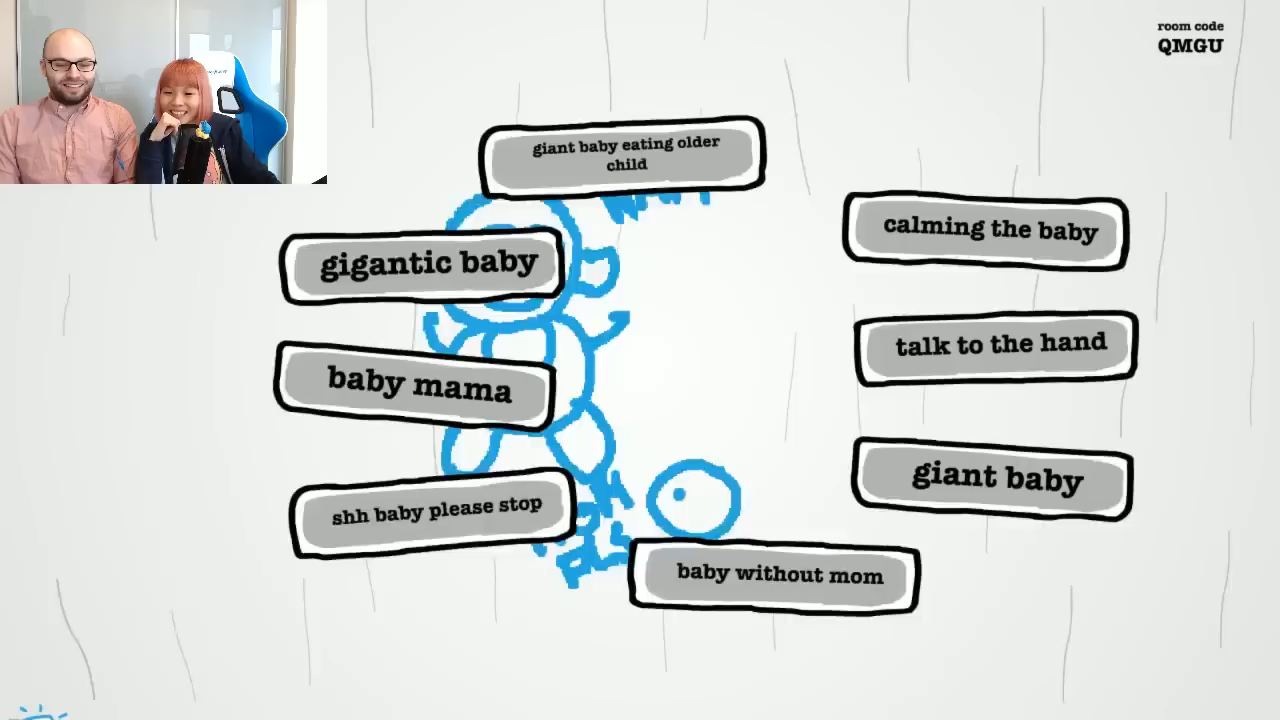 room code
QMGU
giant baby eating older
child
calming the baby
gigantic baby
talk to the hand
baby mama
giant baby
shh baby please stop
baby without mom